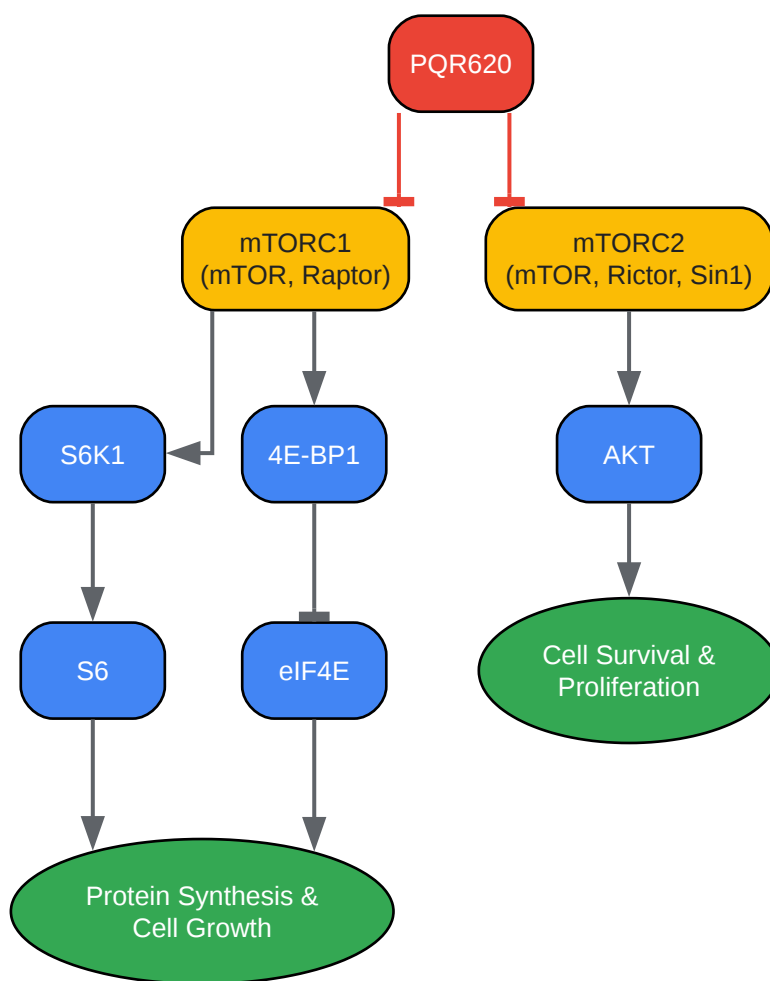 PQR620
mTORC1
(mTOR, Raptor)
mTORC2
(mTOR, Rictor, Sin1)
S6K1
4E-BP1
AKT
S6
eIF4E
Cell Survival &
Proliferation
Protein Synthesis &
Cell Growth